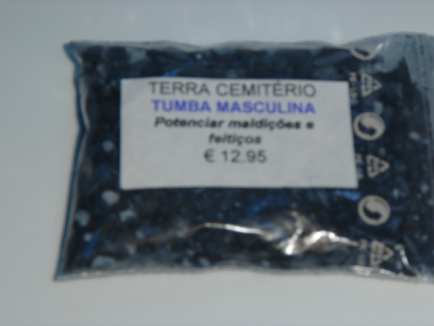 TERRA CEMITÉRIO
TUMBA MASCULINA
Potenciar maldições e
feitiços
€ 12.95